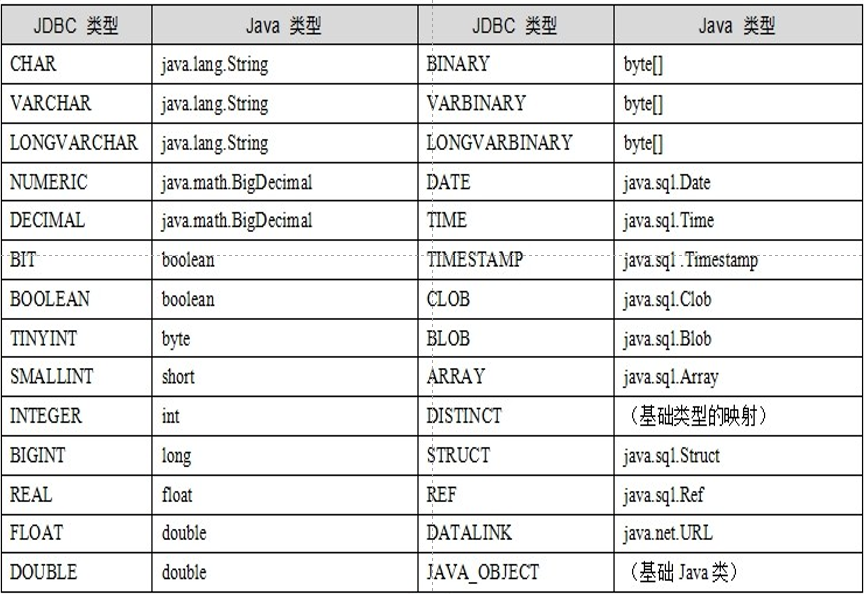 JDBC 类型 Java 类型 JDBC 类型 Java 类型
CHAR java.lang.String BINARY byte[]
VARCHAR java.lang.String VARBINARY byte[]
LONGVARCHAR java.lang.String LONGVARBINARY byte[]
NUMERIC java.math.BigDecimal DATE java.sql.Date
DECIMAL java.math.BigDecimal TIME java.sql.Time
BIT boolean TIMESTAMP java.sql .Timestamp
BOOLEAN boolean CLOB java.sql.Clob
TINYINT byte BLOB java.sql.Blob
SMALLINT short ARRAY java.sql.Array
INTEGER int DISTINCT （基础类型的映射）
BIGINT long STRUCT java.sql.Struct
REAL float REF java.sql.Ref
FLOAT double DATALINK java.net.URL
DOUBLE double JAVA_OBJECT （基础 Java 类）